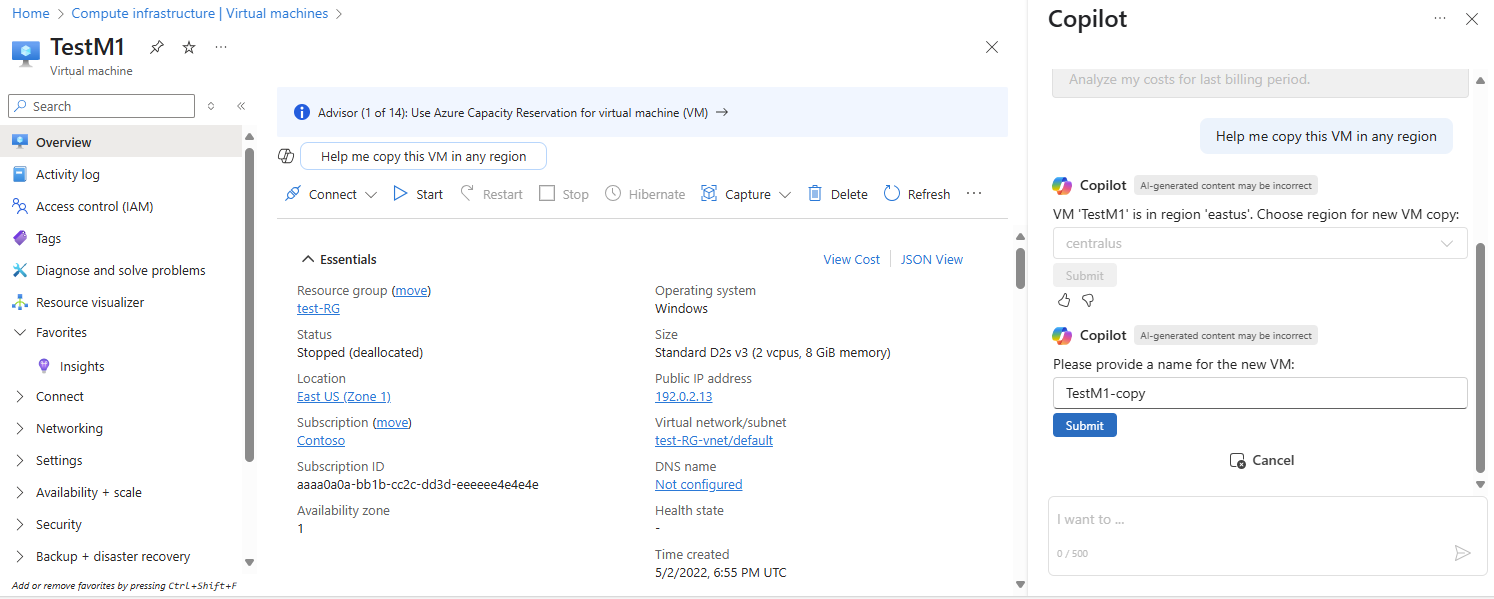 Home > Compute infrastructure | Virtual machines >
TestM1
Virtual machine
Search
Overview
Activity log
Access control (IAM)
Tags
Diagnose and solve problems
Resource visualizer
Favorites
Insights
Connect
Networking
Settings
Availability + scale
Security
Backup + disaster recovery
Add or remove favorites by pressing Ctrl+Shift+F
Advisor (1 of 14): Use Azure Capacity Reservation for virtual machine (VM) →
Help me copy this VM in any region
Connect
Start
Restart
Stop
Hibernate
Capture
Delete
Refresh
Essentials
View Cost
JSON View
Resource group (move)
test-RG
Status
Stopped (deallocated)
Location
East US (Zone 1)
Subscription (move)
Contoso
Subscription ID
aaaa0a0a-bb1b-cc2c-dd3d-eeeeee4e4e4e
Availability zone
1
Operating system
Windows
Size
Standard D2s v3 (2 vcpus, 8 GiB memory)
Public IP address
192.0.2.13
Virtual network/subnet
test-RG-vnet/default
DNS name
Not configured
Health state
-
Time created
5/2/2022, 6:55 PM UTC
Copilot
Analyze my costs for last billing period.
Help me copy this VM in any region
Copilot AI-generated content may be incorrect
VM 'TestM1' is in region 'eastus'. Choose region for new VM copy:
centralus
Submit
Copilot AI-generated content may be incorrect
Please provide a name for the new VM:
TestM1-copy
Submit
Cancel
I want to ...
0 / 500